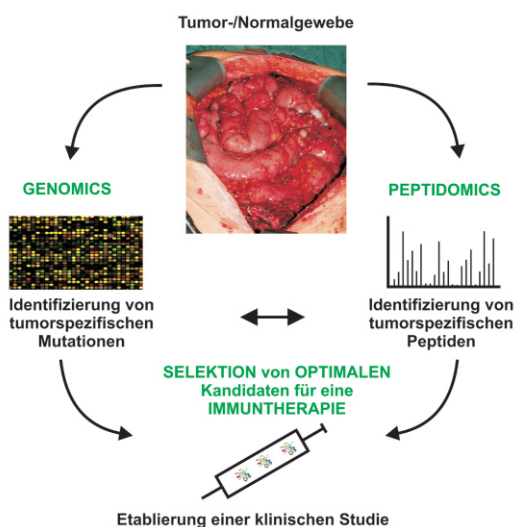 Tumor-/Normalgewebe
GENOMICS
Identifizierung von
tumorspezifischen
Mutationen
PEPTIDOMICS
Identifizierung von
tumorspezifischen
Peptiden
SELEKTION von OPTIMALEN
Kandidaten für eine
IMMUNTHERAPIE
Etablierung einer klinischen Studie